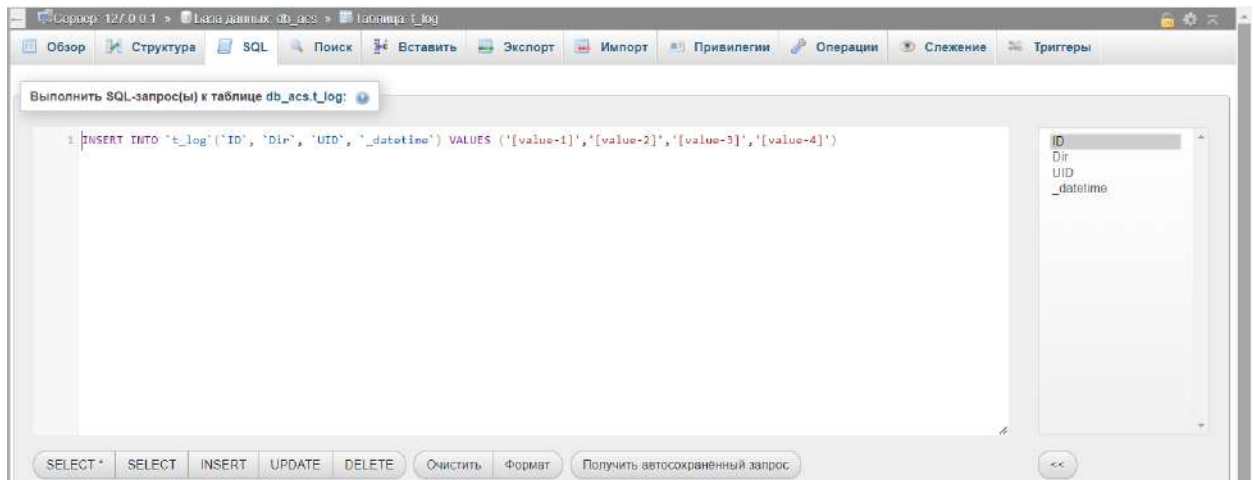 Сервер: 127.0.0.1 » База данных: db_acs » Таблица: t_log
Обзор Структура SQL Поиск Вставить Экспорт Импорт Привилегии Операции Слежение Триггеры
Выполнить SQL-запрос(ы) к таблице db_acs.t_log:
1 INSERT INTO `t_log`(`ID`, `Dir`, `UID`, `_datetime`) VALUES ('[value-1]','[value-2]','[value-3]','[value-4]')
ID
Dir
UID
_datetime
SELECT * SELECT INSERT UPDATE DELETE Очистить Формат Получить автосохранённый запрос <<